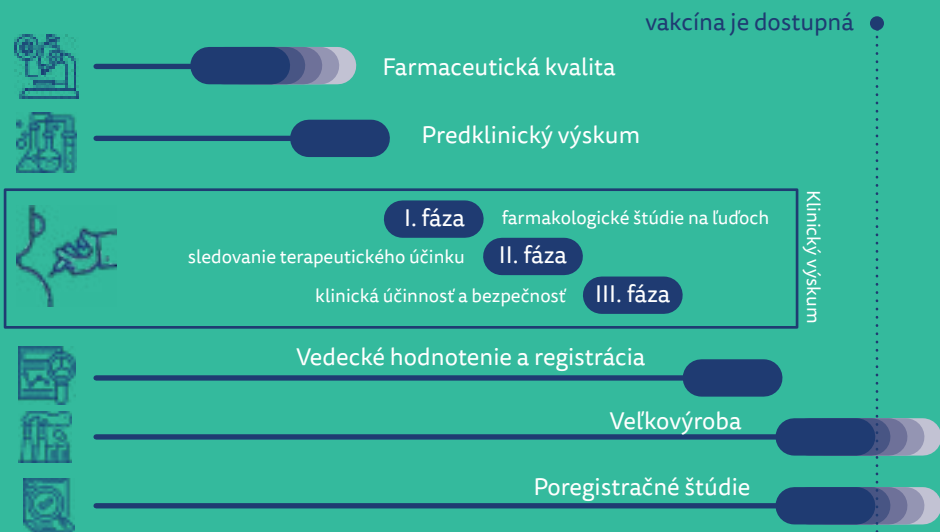 vakcína je dostupná
Farmaceutická kvalita
Predklinický výskum
I. fáza farmakologické štúdie na ľuďoch
sledovanie terapeutického účinku II. fáza
klinická účinnosť a bezpečnosť III. fáza
Klinický výskum
Vedecké hodnotenie a registrácia
Veľkovýroba
Poregistračné štúdie